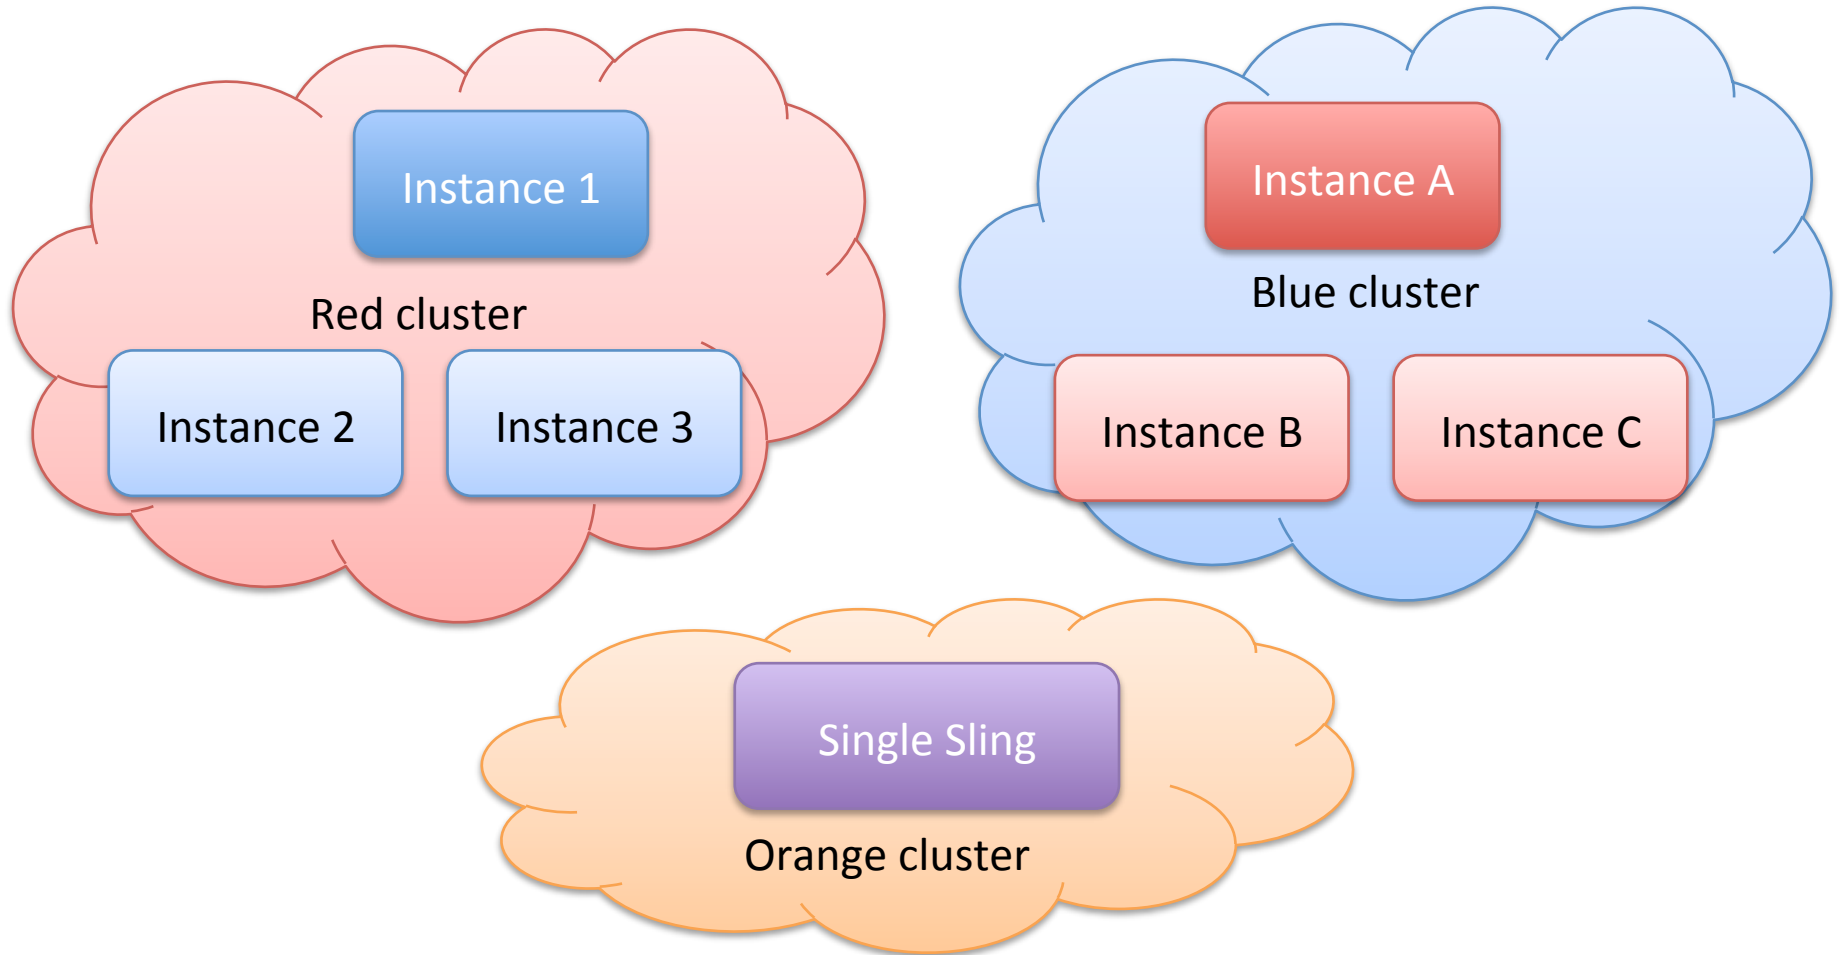 Instance 1
Red cluster
Instance 2
Instance 3
Instance A
Blue cluster
Instance B
Instance C
Single Sling
Orange cluster